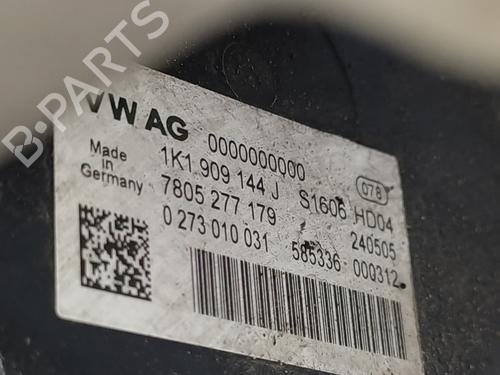 B-PARTS
VW AG 0000000000
Made in Germany
1K1 909 144 J S1606 HD04
078
7805 277 179 240505
0 273 010 031 585336 000312